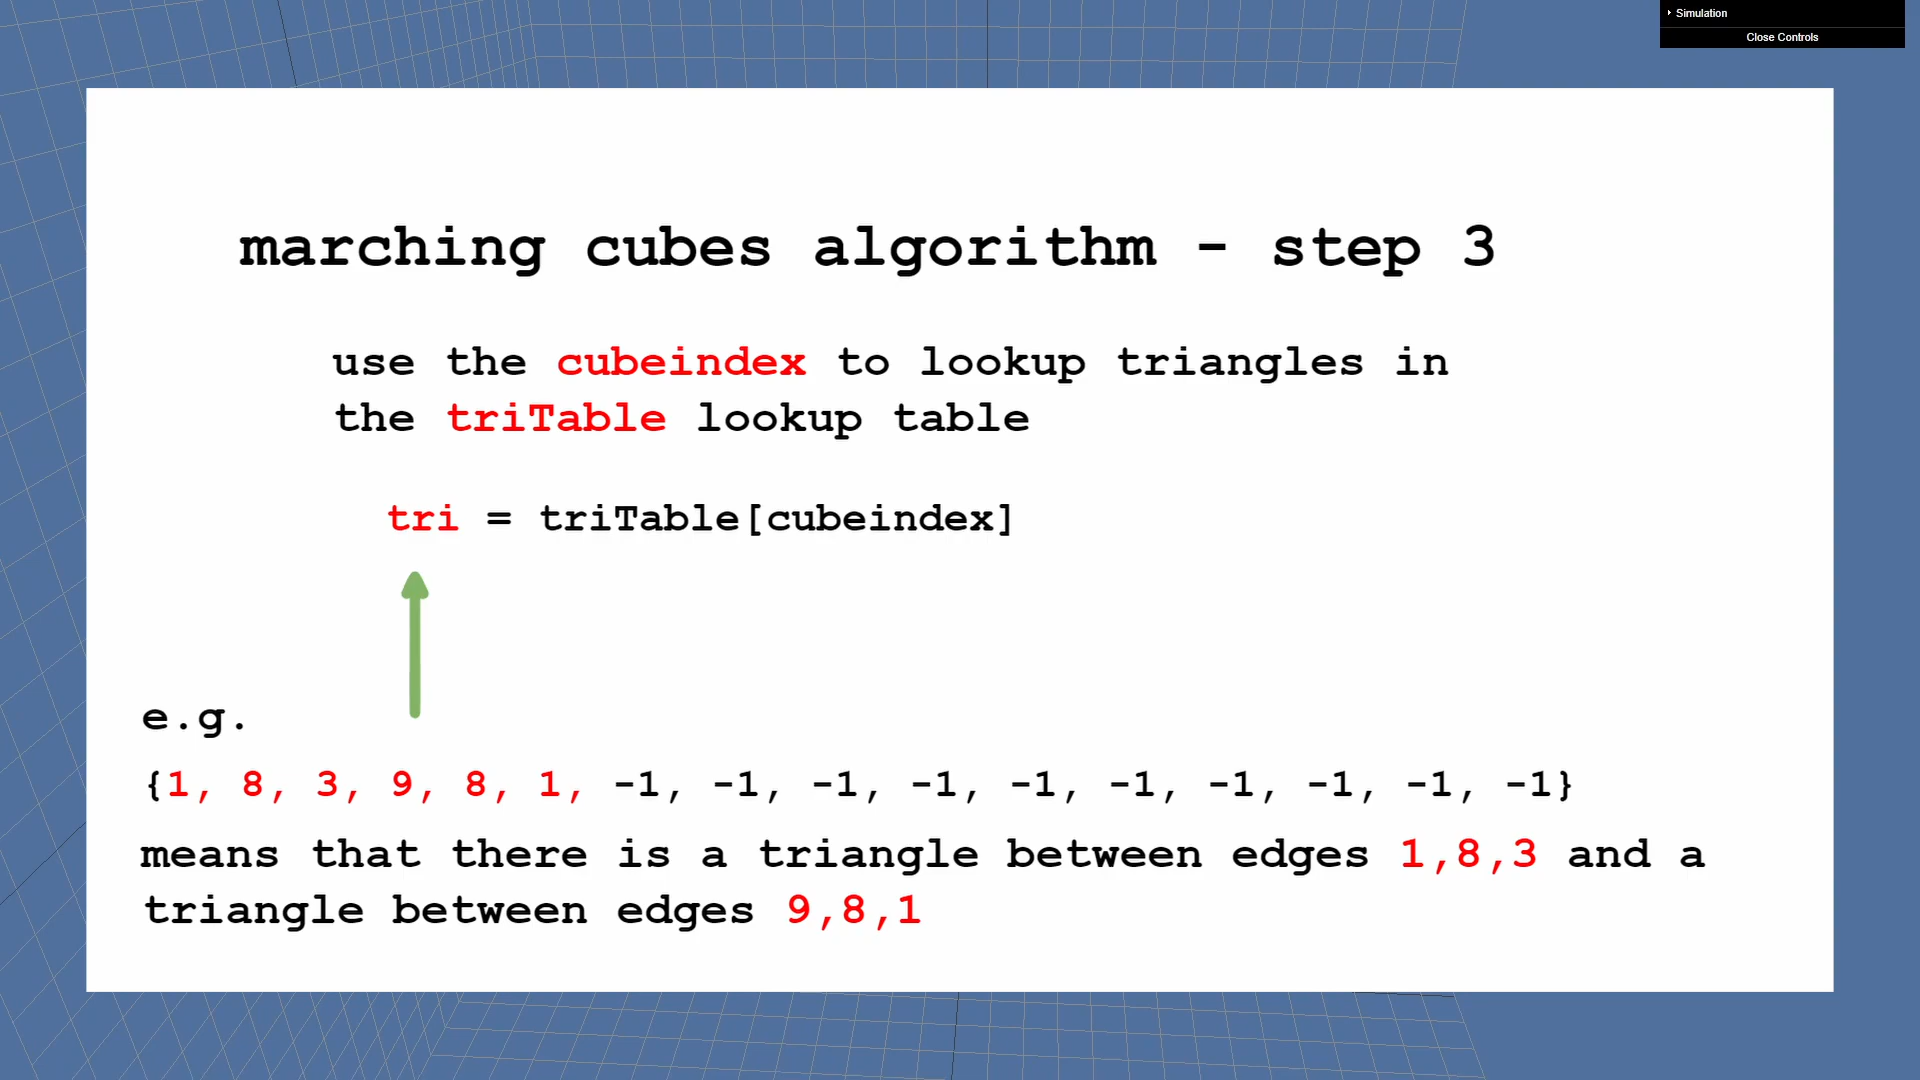 Simulation
Close Controls
marching cubes algorithm - step 3
use the cubeindex to lookup triangles in
the triTable lookup table
tri = triTable[cubeindex]
e.g.
{1, 8, 3, 9, 8, 1, -1, -1, -1, -1, -1, -1, -1, -1, -1, -1}
means that there is a triangle between edges 1,8,3 and a
triangle between edges 9,8,1